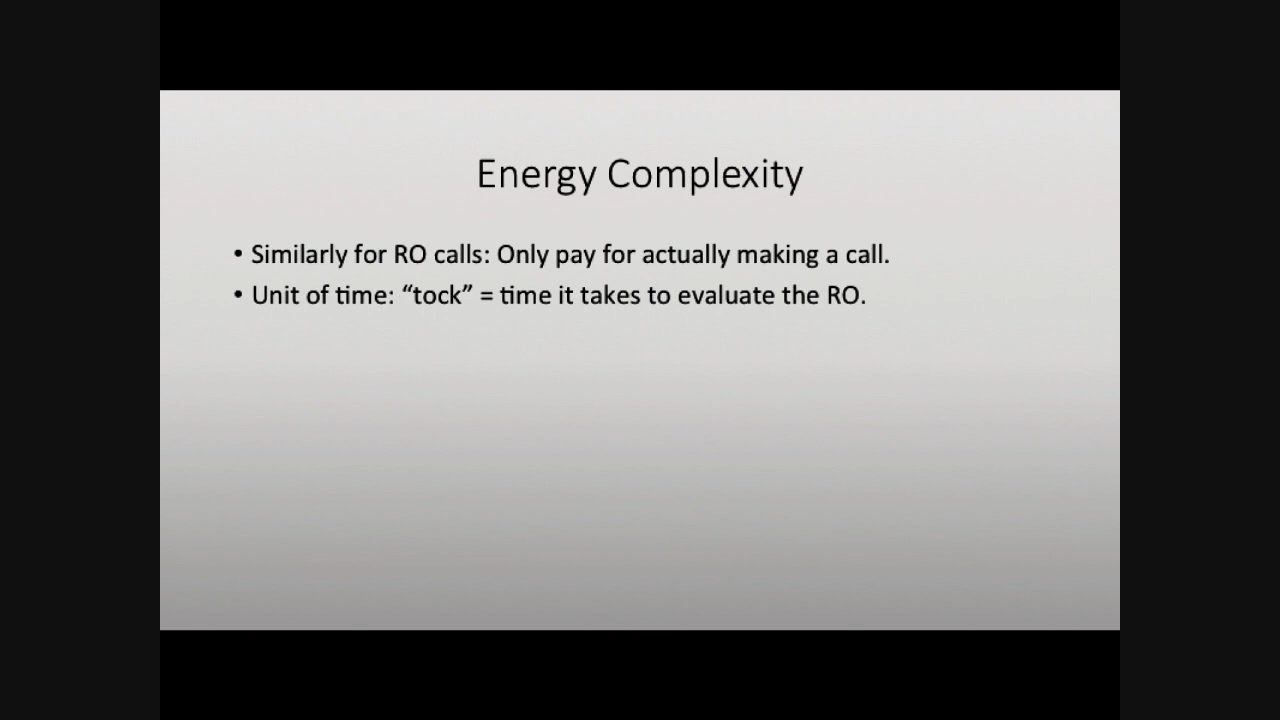 Energy Complexity
• Similarly for RO calls: Only pay for actually making a call.
• Unit of time: “tock” = time it takes to evaluate the RO.